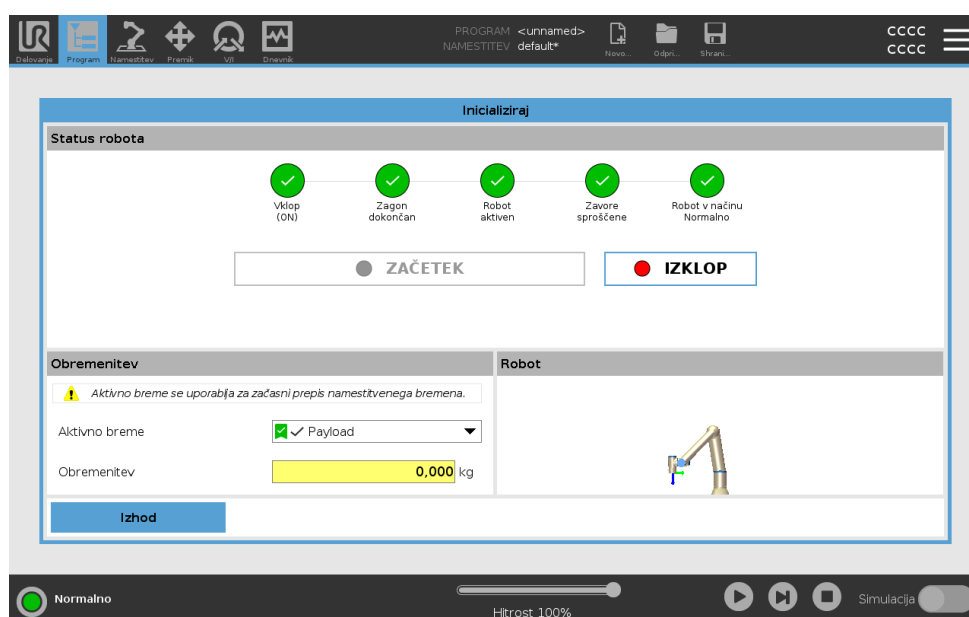 UR
PROGRAM <unnamed>
NAMESTITEV default*
CCCC
CCCC
Delovanje Program Namestitev Premik V/I Dnevnik Novo... Odpri... Shrani...
Inicializiraj
Status robota
Vklop (ON)
Zagon dokončan
Robot aktiven
Zavore sproščene
Robot v načinu Normalno
ZAČETEK
IZKLOP
Obremenitev
Robot
Aktivno breme se uporablja za začasni prepis namestitvenega bremena.
Aktivno breme
Payload
Obremenitev
0,000 kg
Izhod
Normalno
Hitrost 100%
Simulacija